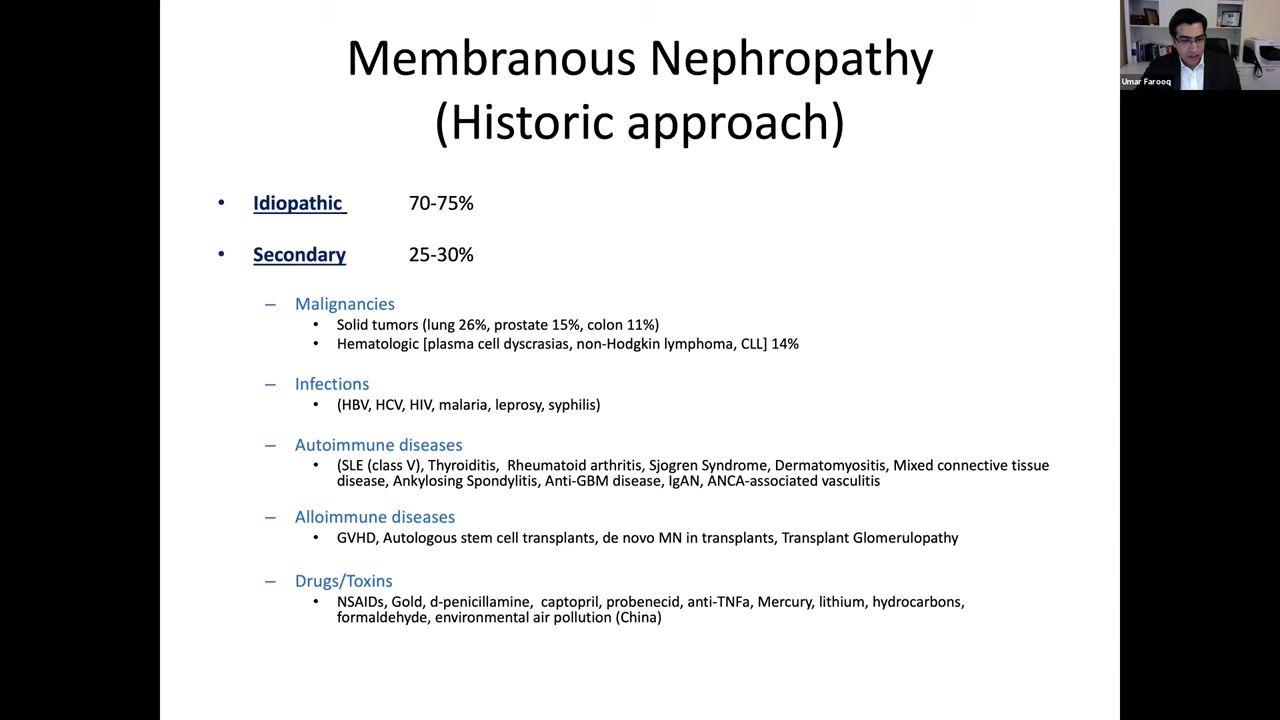 Membranous Nephropathy
(Historic approach)
Umar Farooq
• Idiopathic 70-75%
• Secondary 25-30%
– Malignancies
• Solid tumors (lung 26%, prostate 15%, colon 11%)
• Hematologic [plasma cell dyscrasias, non-Hodgkin lymphoma, CLL] 14%
– Infections
• (HBV, HCV, HIV, malaria, leprosy, syphilis)
– Autoimmune diseases
• (SLE (class V), Thyroiditis, Rheumatoid arthritis, Sjogren Syndrome, Dermatomyositis, Mixed connective tissue
disease, Ankylosing Spondylitis, Anti-GBM disease, IgAN, ANCA-associated vasculitis
– Alloimmune diseases
• GVHD, Autologous stem cell transplants, de novo MN in transplants, Transplant Glomerulopathy
– Drugs/Toxins
• NSAIDs, Gold, d-penicillamine, captopril, probenecid, anti-TNFa, Mercury, lithium, hydrocarbons,
formaldehyde, environmental air pollution (China)